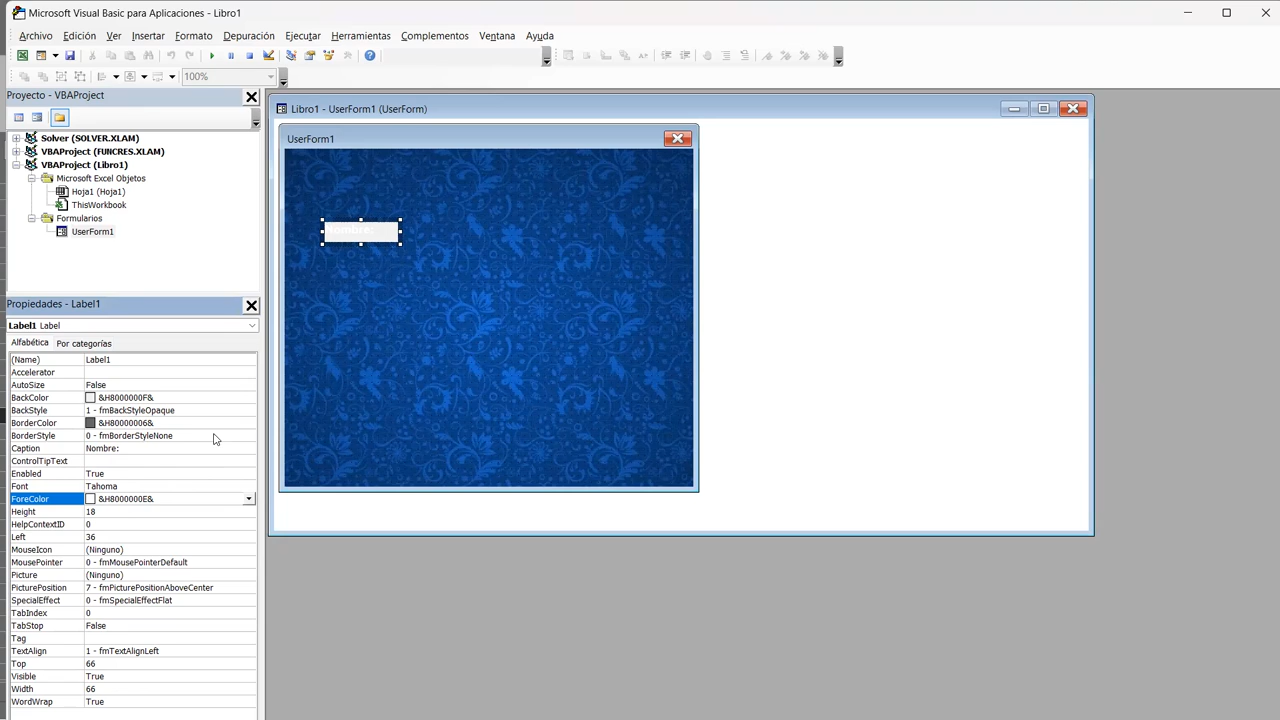 Microsoft Visual Basic para Aplicaciones - Libro1
Archivo Edición Ver Insertar Formato Depuración Ejecutar Herramientas Complementos Ventana Ayuda
100%
Proyecto - VBAProject
Solver (SOLVER.XLAM)
VBAProject (FUNCRES.XLAM)
VBAProject (Libro1)
Microsoft Excel Objetos
Hoja1 (Hoja1)
ThisWorkbook
Formularios
UserForm1
Propiedades - Label1
Label1 Label
Alfabética Por categorías
(Name) Label1
Accelerator
AutoSize False
BackColor &H8000000F&
BackStyle 1 - fmBackStyleOpaque
BorderColor &H80000006&
BorderStyle 0 - fmBorderStyleNone
Caption Nombre:
ControlTipText
Enabled True
Font Tahoma
ForeColor &H8000000E&
Height 18
HelpContextID 0
Left 36
MouseIcon (Ninguno)
MousePointer 0 - fmMousePointerDefault
Picture (Ninguno)
PicturePosition 7 - fmPicturePositionAboveCenter
SpecialEffect 0 - fmSpecialEffectFlat
TabIndex 0
TabStop False
Tag
TextAlign 1 - fmTextAlignLeft
Top 66
Visible True
Width 66
WordWrap True
Libro1 - UserForm1 (UserForm)
UserForm1
Nombre: